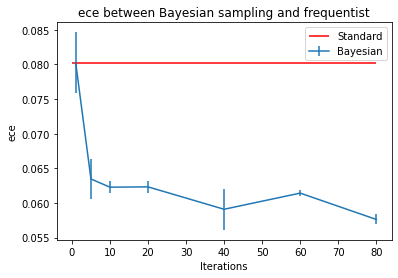 ece between Bayesian sampling and frequentist
Standard
Bayesian
0.085
0.080
0.075
0.070
0.065
0.060
0.055
ece
0 10 20 30 40 50 60 70 80
Iterations